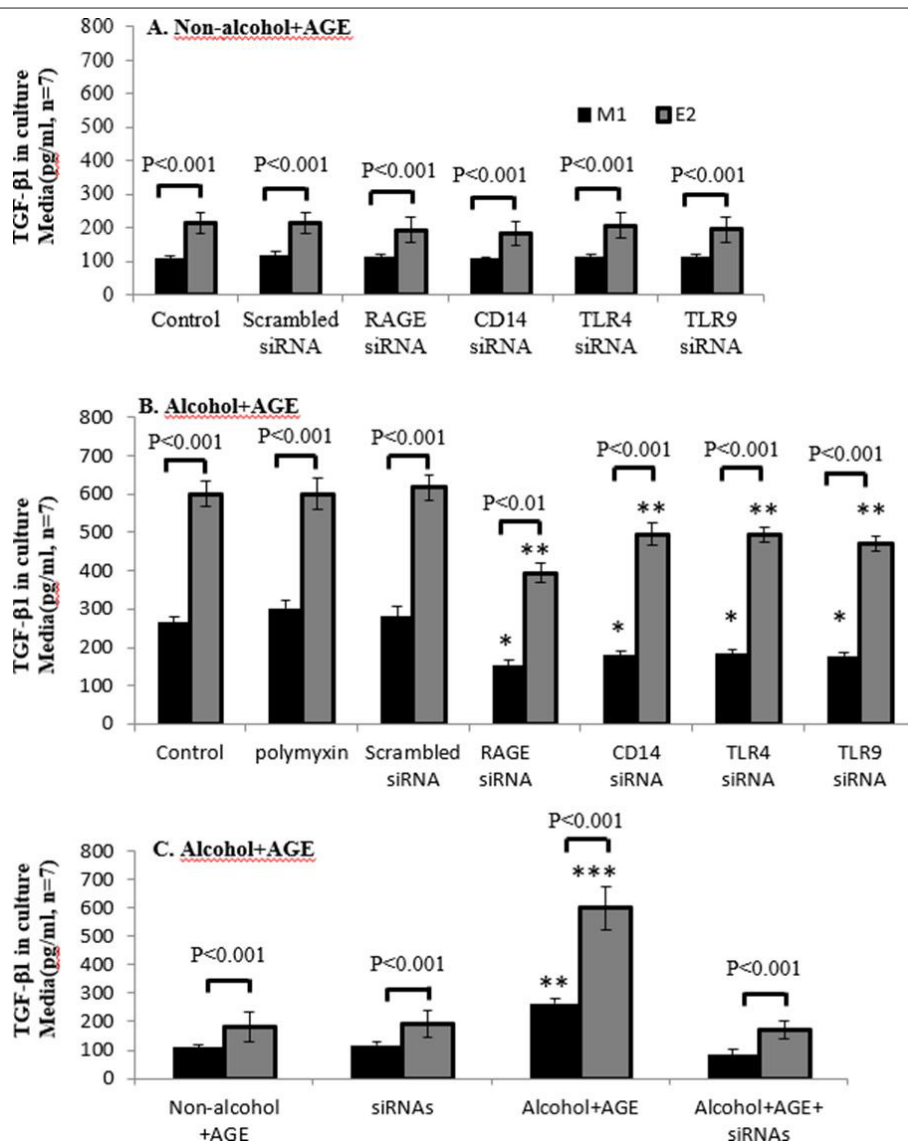 A. Non-alcohol+AGE
TGF-β1 in culture
Media(pg/ml, n=7)
800
700
600
500
400
300
200
100
0
M1 E2
P<0.001 P<0.001 P<0.001 P<0.001 P<0.001 P<0.001
Control Scrambled RAGE CD14 TLR4 TLR9
siRNA siRNA siRNA siRNA siRNA
B. Alcohol+AGE
TGF-β1 in culture
Media(pg/ml, n=7)
800
700
600
500
400
300
200
100
0
P<0.001 P<0.001 P<0.001 P<0.01 P<0.001 P<0.001 P<0.001
** ** ** **
* * * *
Control polymyxin Scrambled RAGE CD14 TLR4 TLR9
siRNA siRNA siRNA siRNA siRNA
C. Alcohol+AGE
TGF-β1 in culture
Media(pg/ml, n=7)
800
700
600
500
400
300
200
100
0
P<0.001 P<0.001 P<0.001 P<0.001
** ***
Non-alcohol siRNAs Alcohol+AGE Alcohol+AGE+
+AGE siRNAs